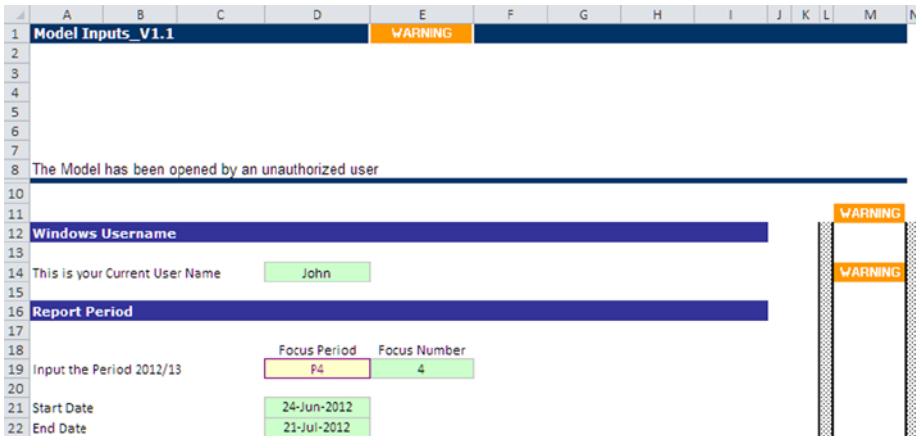 A B C D E F G H I J K L M N
1 Model Inputs_V1.1 WARNING
2
3
4
5
6
7
8 The Model has been opened by an unauthorized user
10
11 WARNING
12 Windows Username
13
14 This is your Current User Name John WARNING
15
16 Report Period
17
18 Focus Period Focus Number
19 Input the Period 2012/13 P4 4
20
21 Start Date 24-Jun-2012
22 End Date 21-Jul-2012